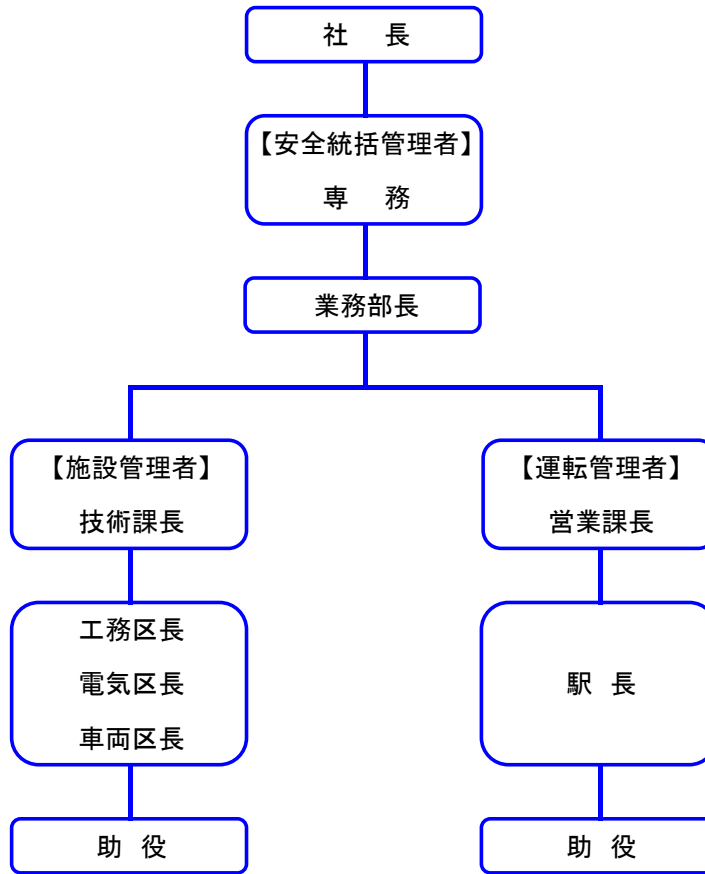 社 長
【安全統括管理者】
専 務
業務部長
【施設管理者】
技術課長
【運転管理者】
営業課長
工務区長
電気区長
車両区長
駅 長
助 役
助 役